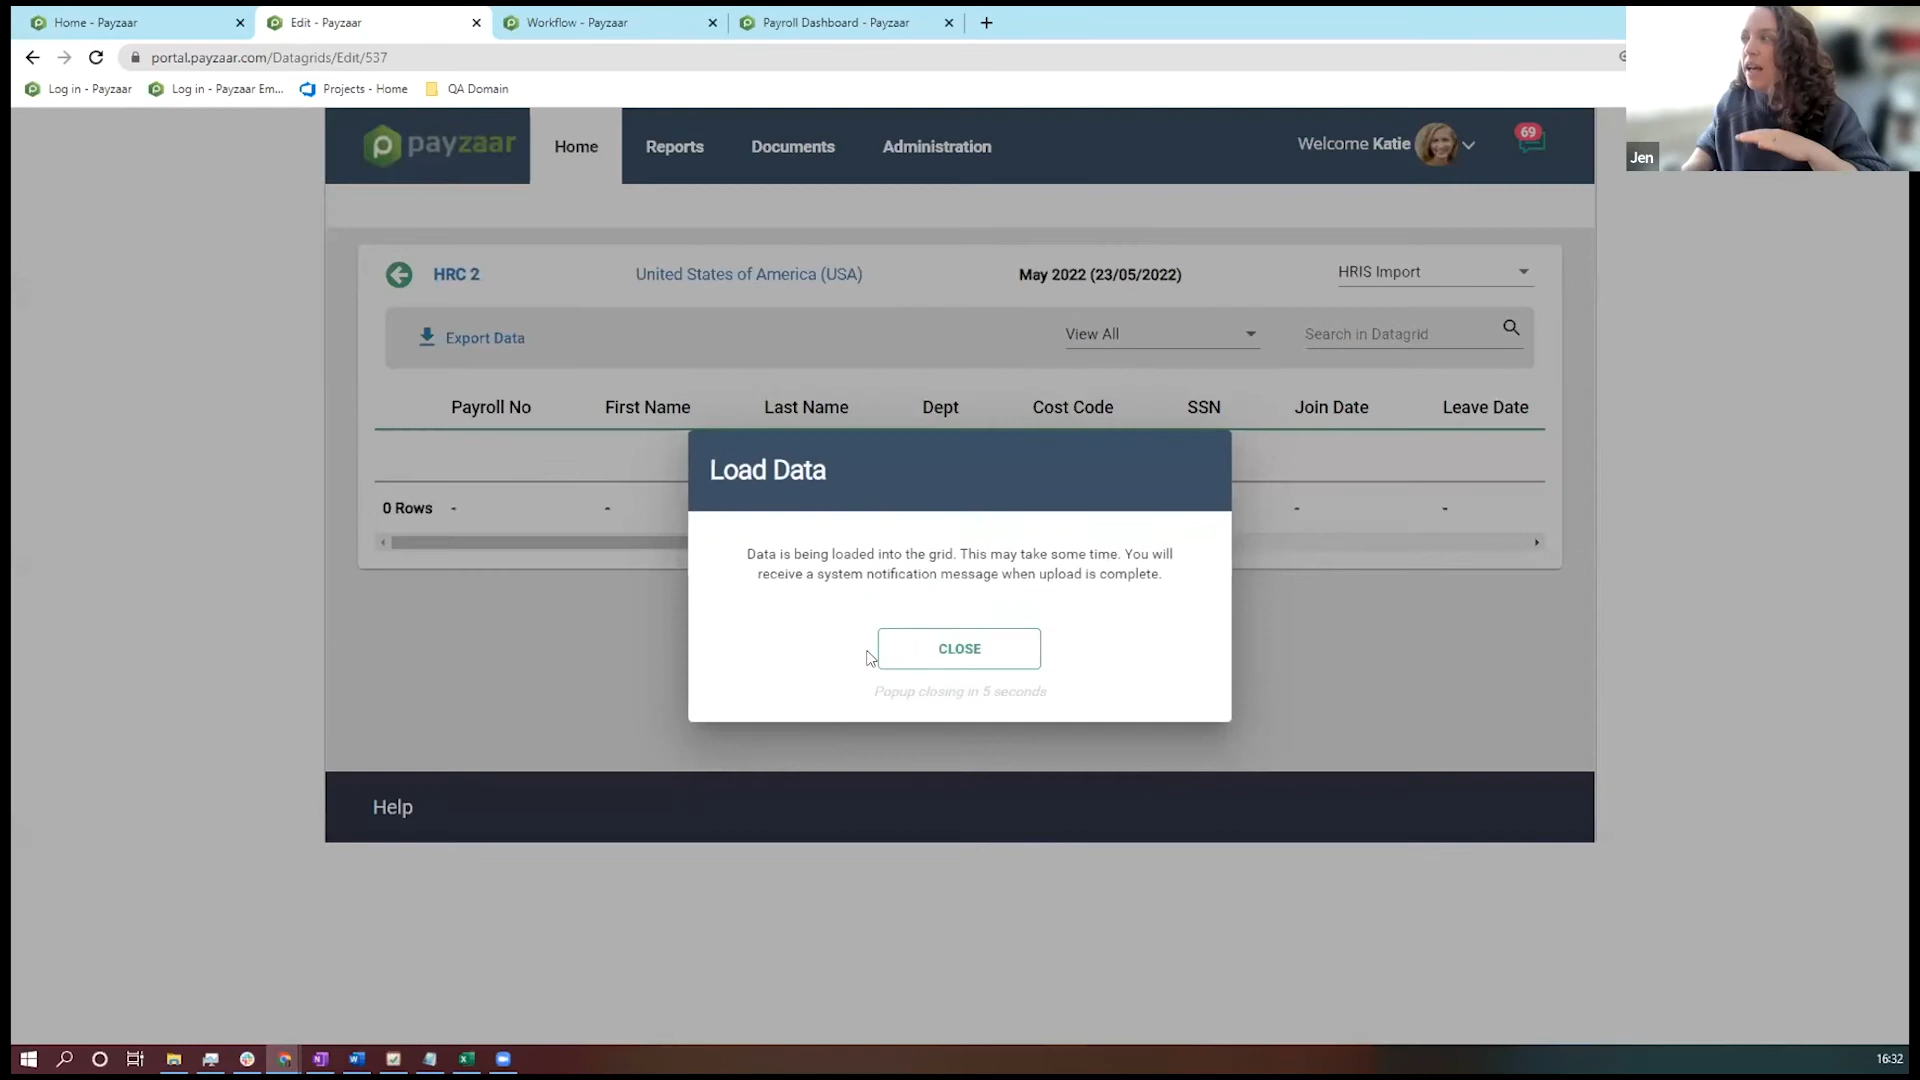 Home - Payzaar
Edit - Payzaar
Workflow - Payzaar
Payroll Dashboard - Payzaar
portal.payzaar.com/Datagrids/Edit/537
Log in - Payzaar
Log in - Payzaar Em...
Projects - Home
QA Domain
payzaar
Home
Reports
Documents
Administration
Welcome Katie
69
Jen
HRC 2
United States of America (USA)
May 2022 (23/05/2022)
HRIS Import
Export Data
View All
Search in Datagrid
Payroll No
First Name
Last Name
Dept
Cost Code
SSN
Join Date
Leave Date
0 Rows
-
-
-
-
Load Data
Data is being loaded into the grid. This may take some time. You will
receive a system notification message when upload is complete.
CLOSE
Popup closing in 5 seconds
Help
16:32